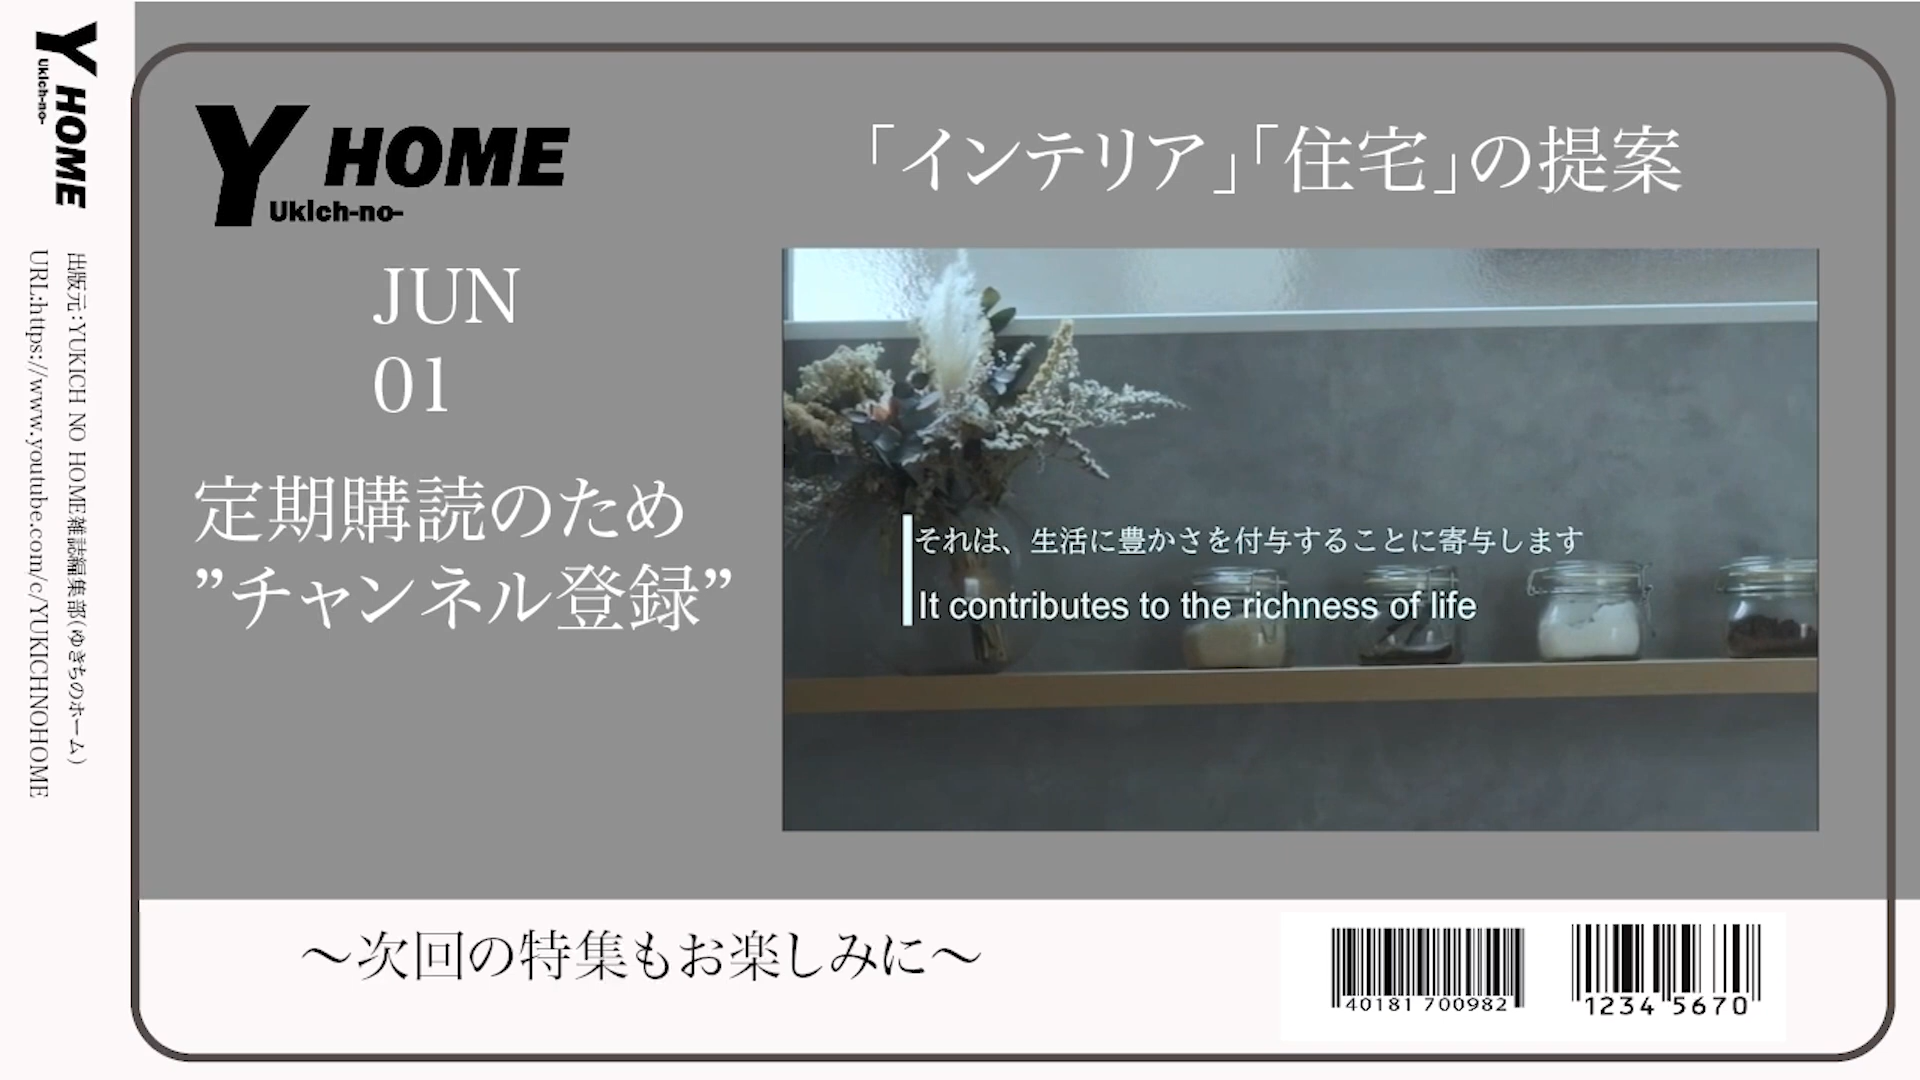 Y HOME
Ukich-no-
出版元:YUKICH NO HOME雑誌編集部(ゆきちのホーム)
URL:https://www.youtube.com/c/YUKICHNOHOME
Y HOME
Ukich-no-
「インテリア」「住宅」の提案
JUN
01
定期購読のため
”チャンネル登録”
それは、生活に豊かさを付与することに寄与します
It contributes to the richness of life
～次回の特集もお楽しみに～
40181 700982
1234 5670